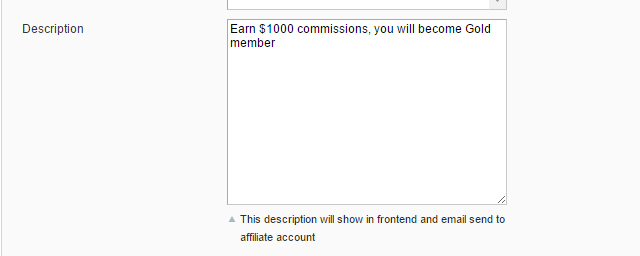 Description
Earn $1000 commissions, you will become Gold
member
This description will show in frontend and email send to
affiliate account